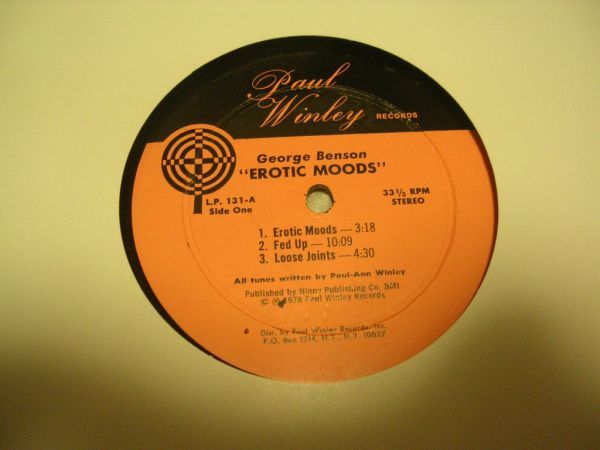 Paul
Winley RECORDS
George Benson
"EROTIC MOODS"
L.P. 131-A
Side One
33⅓ RPM
STEREO
1. Erotic Moods — 3:18
2. Fed Up — 10:09
3. Loose Joints — 4:30
All tunes written by Paul-Ann Winley
Published by Ninny Publishing Co. BMI
© ℗ 1978 Paul Winley Records
Dist. by Paul Winley Records, Inc.
P.O. Box 1214, N.Y., N.Y. 10027